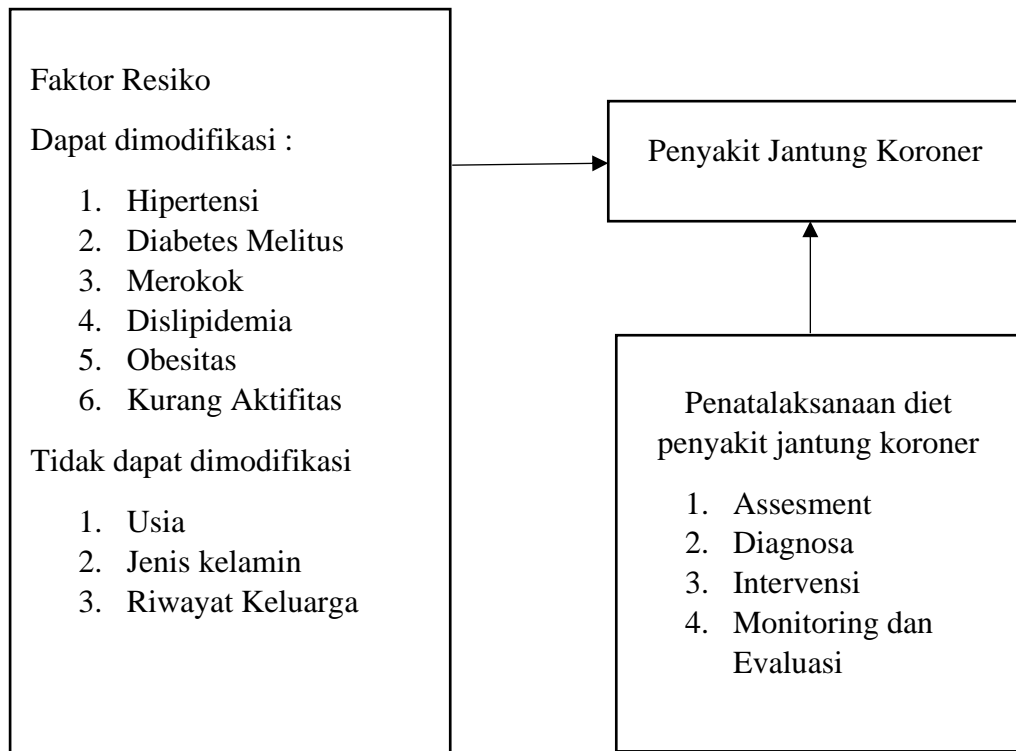 Faktor Resiko
Dapat dimodifikasi :
1. Hipertensi
2. Diabetes Melitus
3. Merokok
4. Dislipidemia
5. Obesitas
6. Kurang Aktifitas
Tidak dapat dimodifikasi
1. Usia
2. Jenis kelamin
3. Riwayat Keluarga
Penyakit Jantung Koroner
Penatalaksanaan diet
penyakit jantung koroner
1. Assesment
2. Diagnosa
3. Intervensi
4. Monitoring dan
Evaluasi